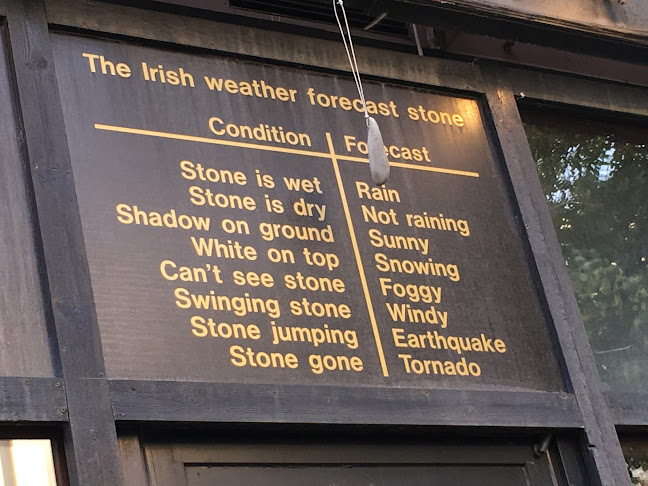 The Irish weather forecast stone
Condition Forecast
Stone is wet Rain
Stone is dry Not raining
Shadow on ground Sunny
White on top Snowing
Can't see stone Foggy
Swinging stone Windy
Stone jumping Earthquake
Stone gone Tornado